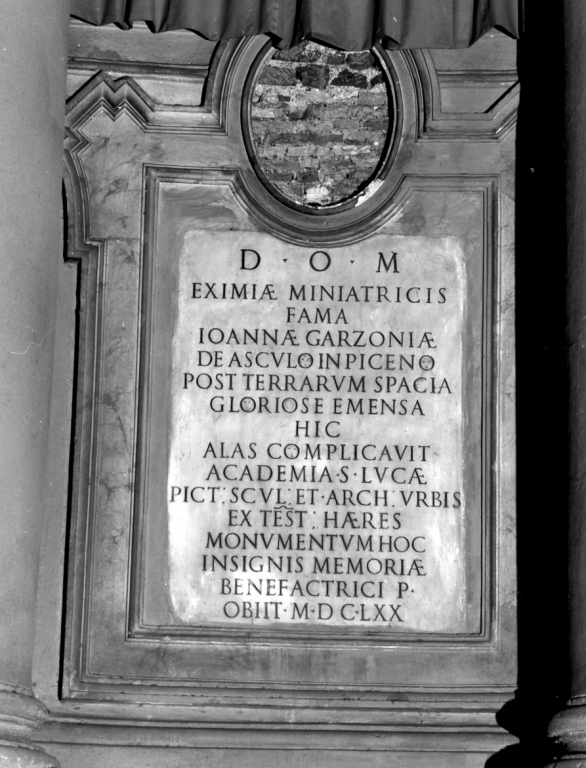 D · O · M
EXIMIÆ MINIATRICIS
FAMA
IOANNÆ GARZONIÆ
DE ASCVLO IN PICENO
POST TERRARVM SPACIA
GLORIOSE EMENSA
HIC
ALAS COMPLICAVIT
ACADEMIA · S · LVCÆ
PICT: SCVL: ET · ARCH: VRBIS
EX TEST: HÆRES
MONVMENTVM HOC
INSIGNIS MEMORIÆ
BENEFACTRICI P·
OBIIT · M · D C · LXX